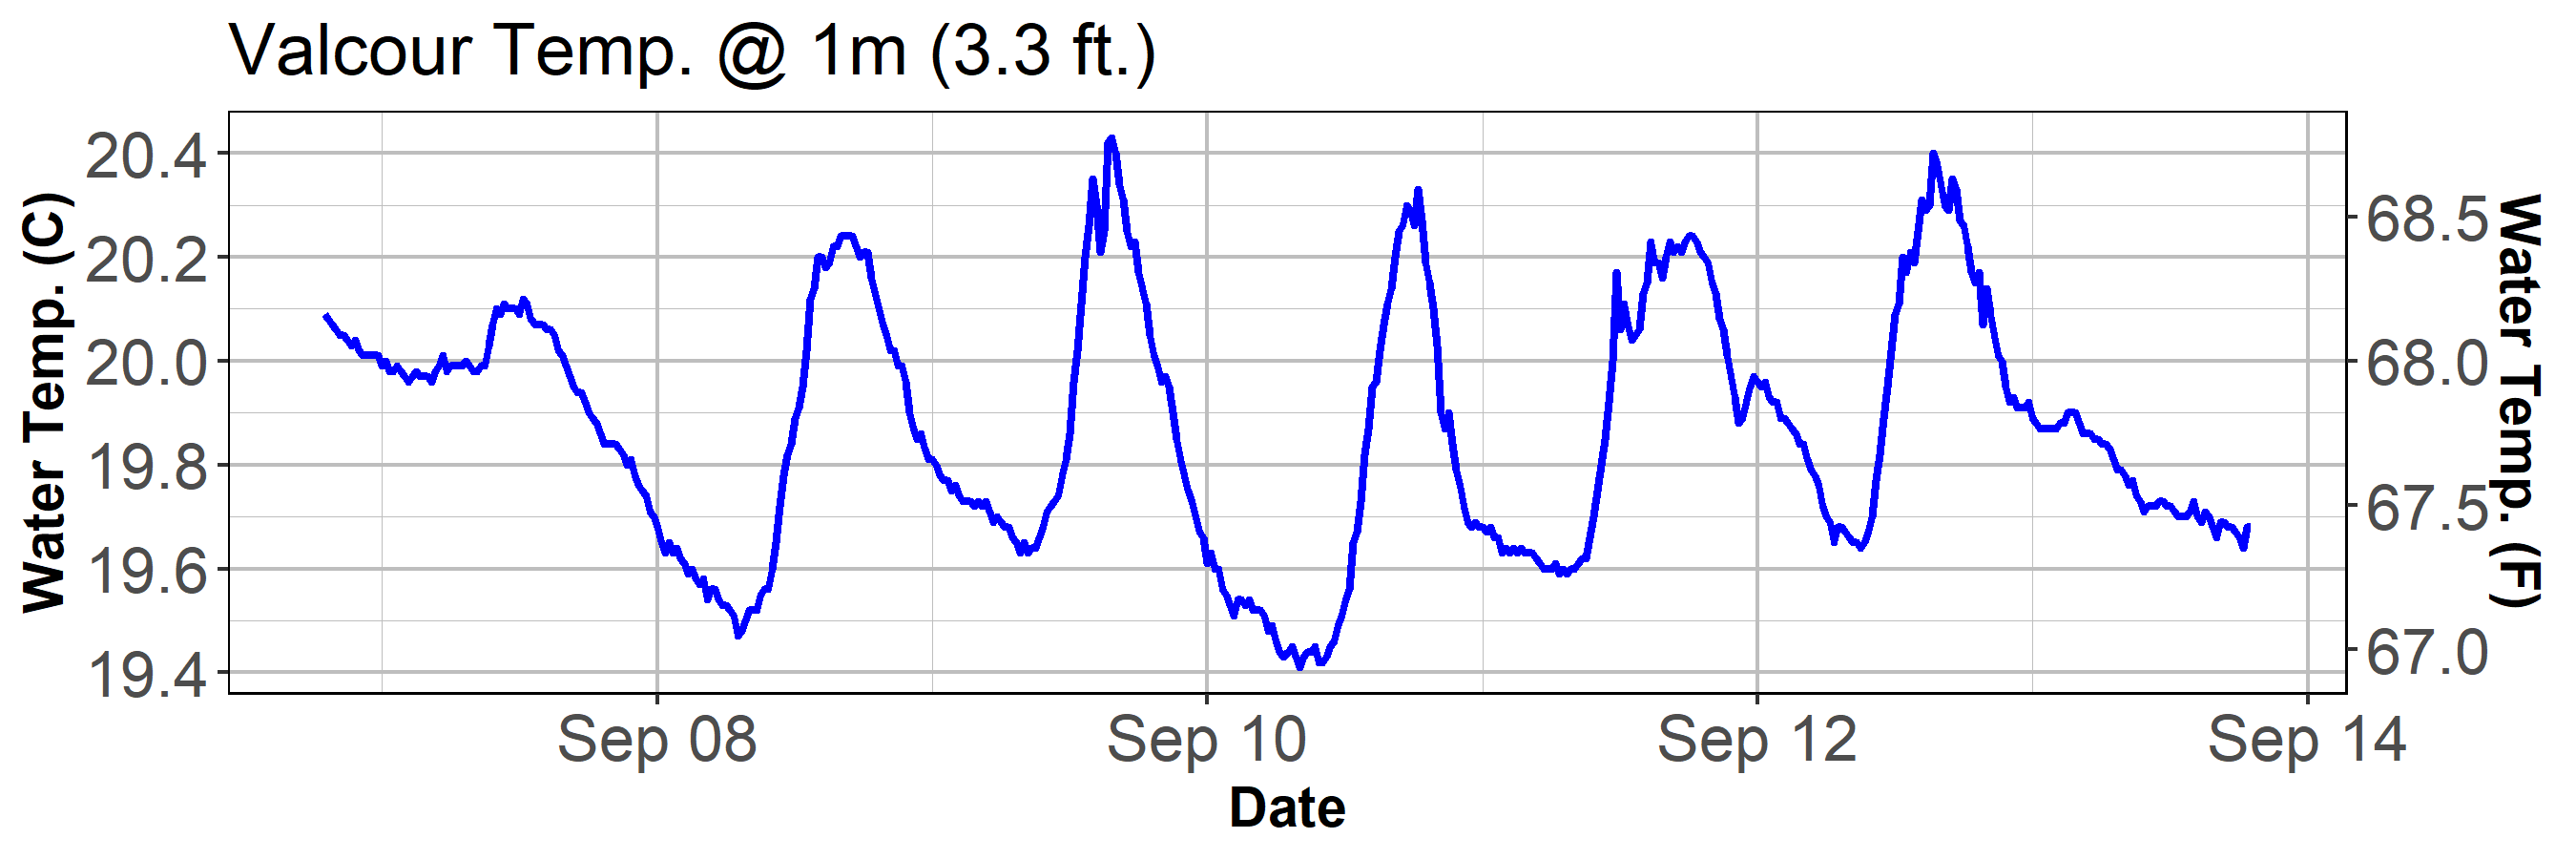 Valcour Temp. @ 1m (3.3 ft.)
Water Temp. (C)
20.4
20.2
20.0
19.8
19.6
19.4
68.5
68.0
67.5
67.0
Water Temp. (F)
Sep 08 Sep 10 Sep 12 Sep 14
Date